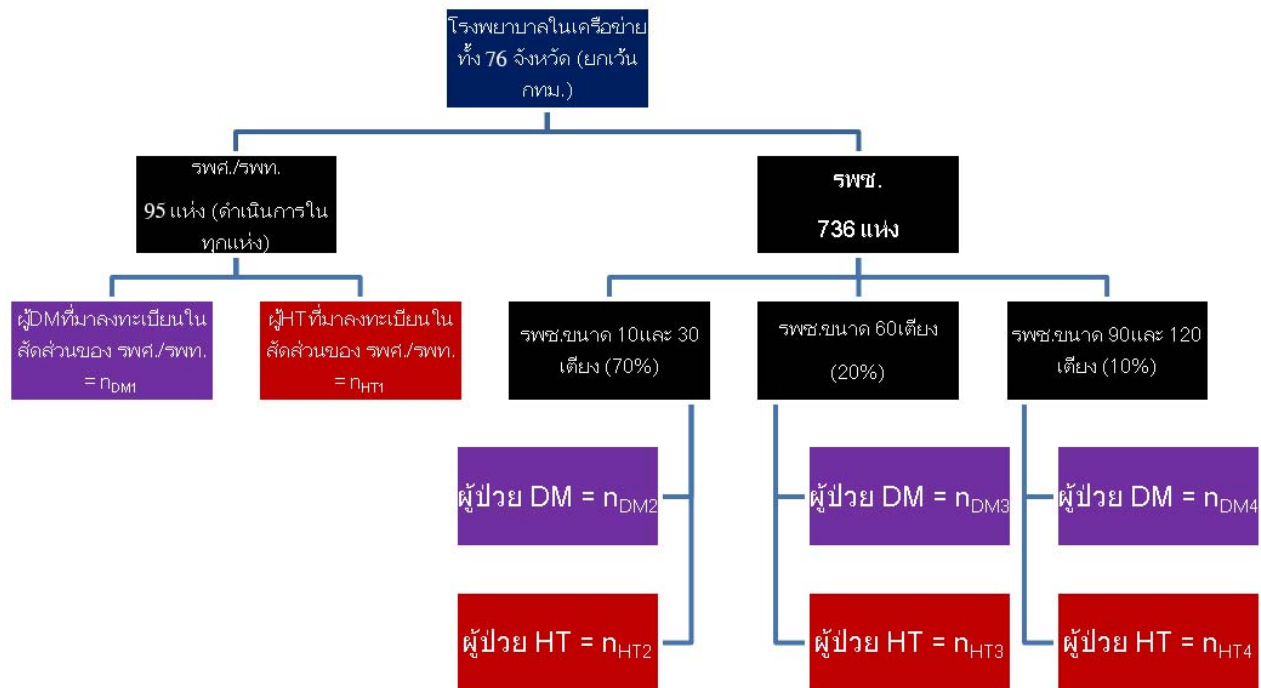 โรงพยาบาลในเครือข่าย
ทั้ง 76 จังหวัด (ยกเว้น
กทม.)
รพศ./รพท.
95 แห่ง (ดำเนินการใน
ทุกแห่ง)
รพช.
736 แห่ง
ผู้DMที่มาลงทะเบียนใน
สัดส่วนของ รพศ./รพท.
= nDM1
ผู้HTที่มาลงทะเบียนใน
สัดส่วนของ รพศ./รพท.
= nHT1
รพช.ขนาด 10และ 30
เตียง (70%)
รพช.ขนาด 60เตียง
(20%)
รพช.ขนาด 90และ 120
เตียง (10%)
ผู้ป่วย DM = nDM2
ผู้ป่วย DM = nDM3
ผู้ป่วย DM = nDM4
ผู้ป่วย HT = nHT2
ผู้ป่วย HT = nHT3
ผู้ป่วย HT = nHT4